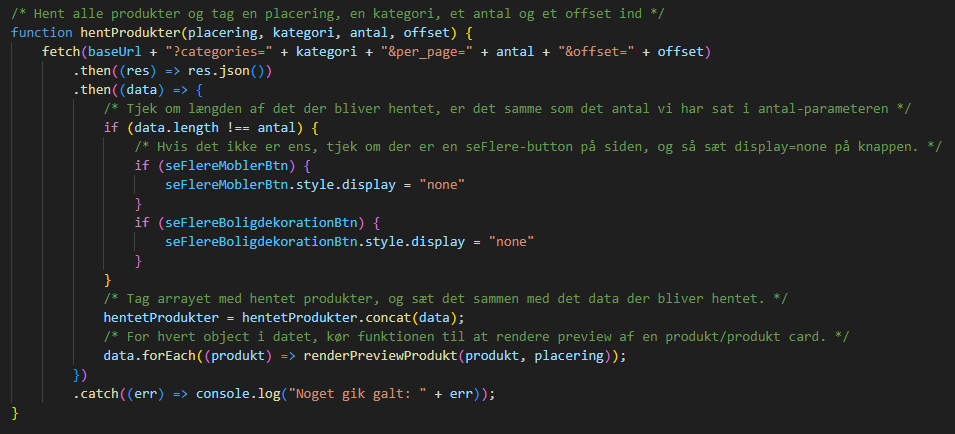 /* Hent alle produkter og tag en placering, en kategori, et antal og et offset ind */
function hentProdukter(placering, kategori, antal, offset) {
    fetch(baseUrl + "?categories=" + kategori + "&per_page=" + antal + "&offset=" + offset)
        .then((res) => res.json())
        .then((data) => {
            /* Tjek om længden af det der bliver hentet, er det samme som det antal vi har sat i antal-parameteren */
            if (data.length !== antal) {
                /* Hvis det ikke er ens, tjek om der er en seFlere-button på siden, og så sæt display=none på knappen. */
                if (seFlereMoblerBtn) {
                    seFlereMoblerBtn.style.display = "none"
                }
                if (seFlereBoligdekorationBtn) {
                    seFlereBoligdekorationBtn.style.display = "none"
                }
            }
            /* Tag arrayet med hentet produkter, og sæt det sammen med det data der bliver hentet. */
            hentetProdukter = hentetProdukter.concat(data);
            /* For hvert object i datet, kør funktionen til at rendere preview af en produkt/produkt card. */
            data.forEach((produkt) => renderPreviewProdukt(produkt, placering));
        })
        .catch((err) => console.log("Noget gik galt: " + err));
}